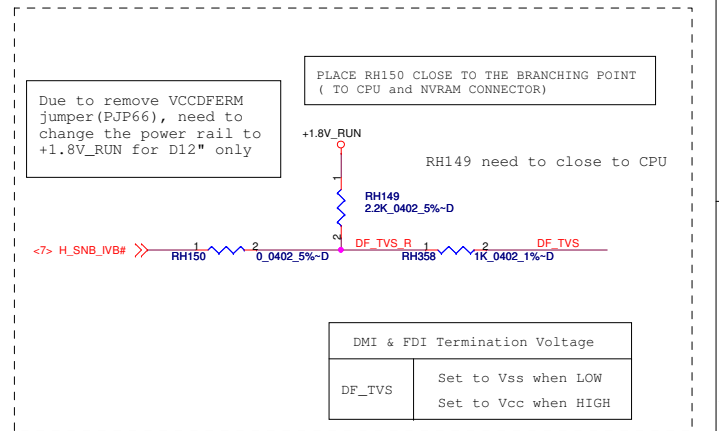 PLACE RH150 CLOSE TO THE BRANCHING POINT
( TO CPU and NVRAM CONNECTOR)
Due to remove VCCDFERM
jumper(PJP66), need to
change the power rail to
+1.8V_RUN for D12" only
+1.8V_RUN
RH149 need to close to CPU
1
RH149
2.2K_0402_5%~D
2
<7> H_SNB_IVB#
1
2
RH150
0_0402_5%~D
DF_TVS_R
1
2
DF_TVS
RH358
1K_0402_1%~D
DMI & FDI Termination Voltage
DF_TVS
Set to Vss when LOW
Set to Vcc when HIGH